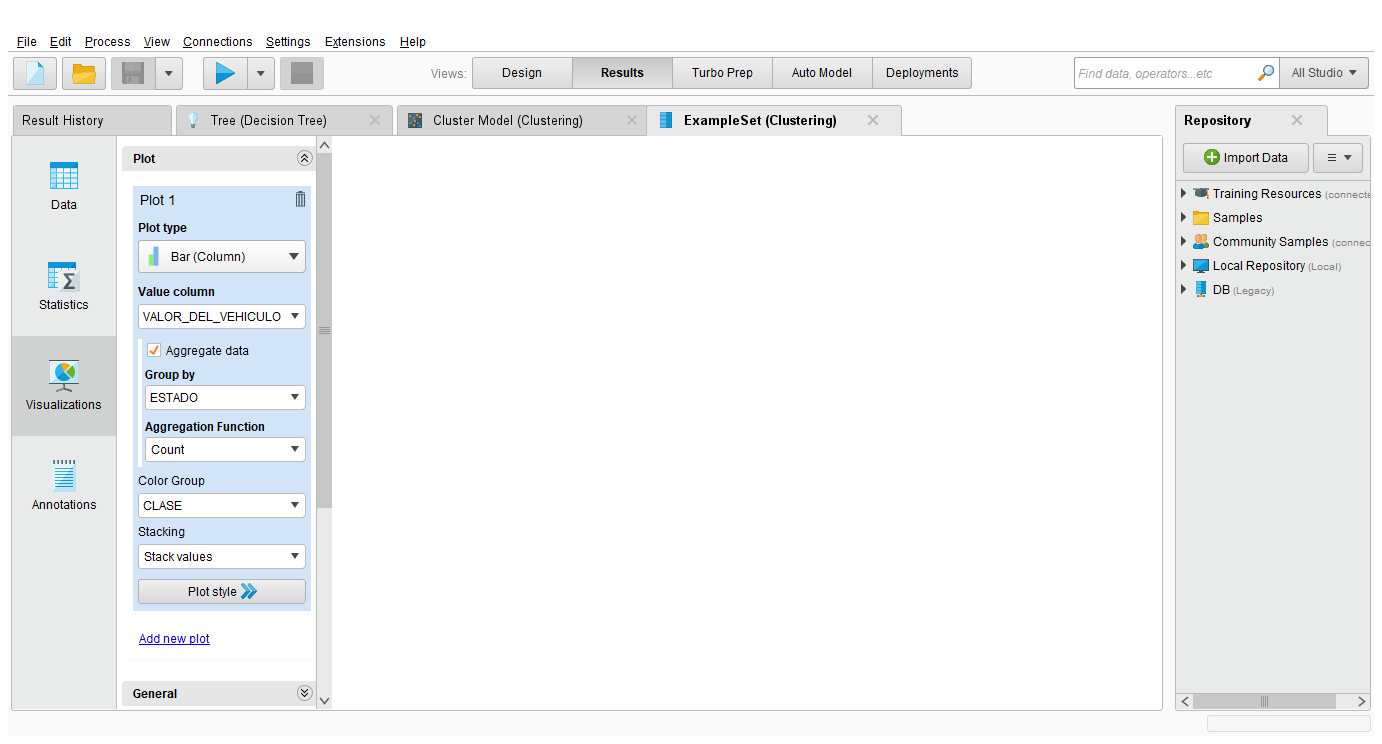 File Edit Process View Connections Settings Extensions Help
Views: Design Results Turbo Prep Auto Model Deployments Find data, operators...etc All Studio
Result History Tree (Decision Tree) Cluster Model (Clustering) ExampleSet (Clustering) Repository
Data
Statistics
Visualizations
Annotations
Plot
Plot 1
Plot type
Bar (Column)
Value column
VALOR_DEL_VEHICULO
Aggregate data
Group by
ESTADO
Aggregation Function
Count
Color Group
CLASE
Stacking
Stack values
Plot style
Add new plot
General
Import Data
Training Resources (connecte
Samples
Community Samples (connec
Local Repository (Local)
DB (Legacy)